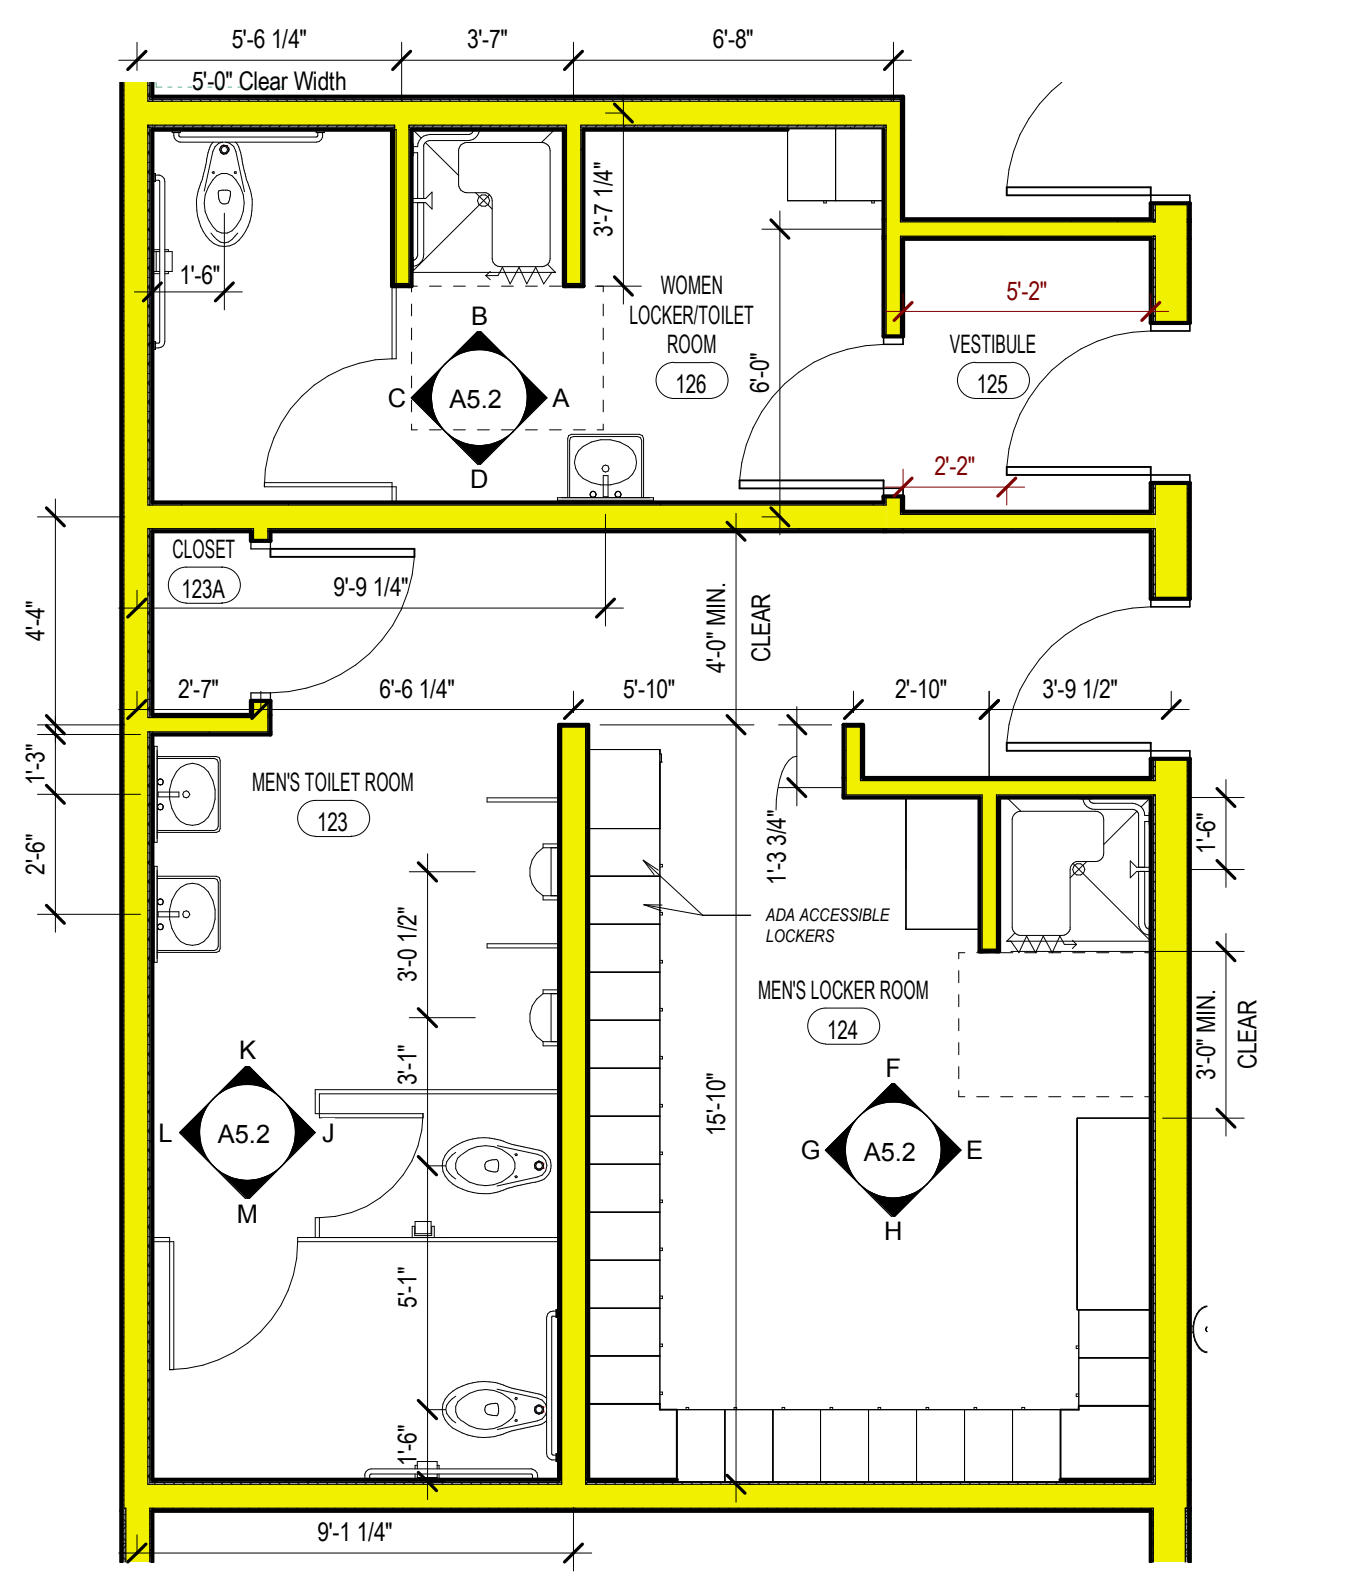 5'-6 1/4"
3'-7"
6'-8"
5'-0" Clear Width
3'-7 1/4"
1'-6"
WOMEN
LOCKER/TOILET
ROOM
126
5'-2"
VESTIBULE
125
6'-0"
B
C
A5.2
A
D
2'-2"
CLOSET
123A
9'-9 1/4"
4'-0" MIN.
CLEAR
4'-4"
2'-7"
6'-6 1/4"
5'-10"
2'-10"
3'-9 1/2"
1'-3"
MEN'S TOILET ROOM
123
1'-3 3/4"
1'-6"
2'-6"
ADA ACCESSIBLE
LOCKERS
3'-0 1/2"
MEN'S LOCKER ROOM
124
3'-0" MIN.
CLEAR
3'-1"
K
L
A5.2
J
M
15'-10"
F
G
A5.2
E
H
5'-1"
1'-6"
9'-1 1/4"